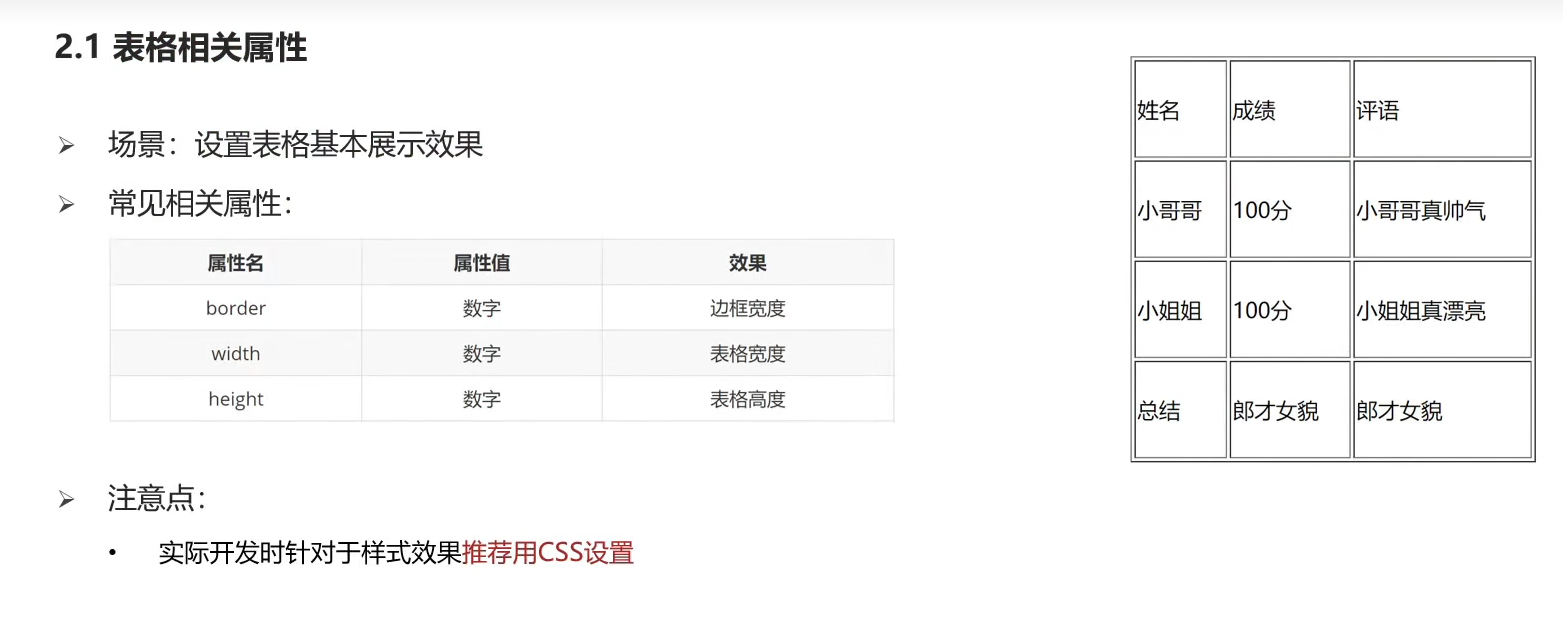 2.1 表格相关属性
场景：设置表格基本展示效果
常见相关属性：
属性名 属性值 效果
border 数字 边框宽度
width 数字 表格宽度
height 数字 表格高度
注意点：
实际开发时针对于样式效果推荐用CSS设置
姓名 成绩 评语
小哥哥 100分 小哥哥真帅气
小姐姐 100分 小姐姐真漂亮
总结 郎才女貌 郎才女貌